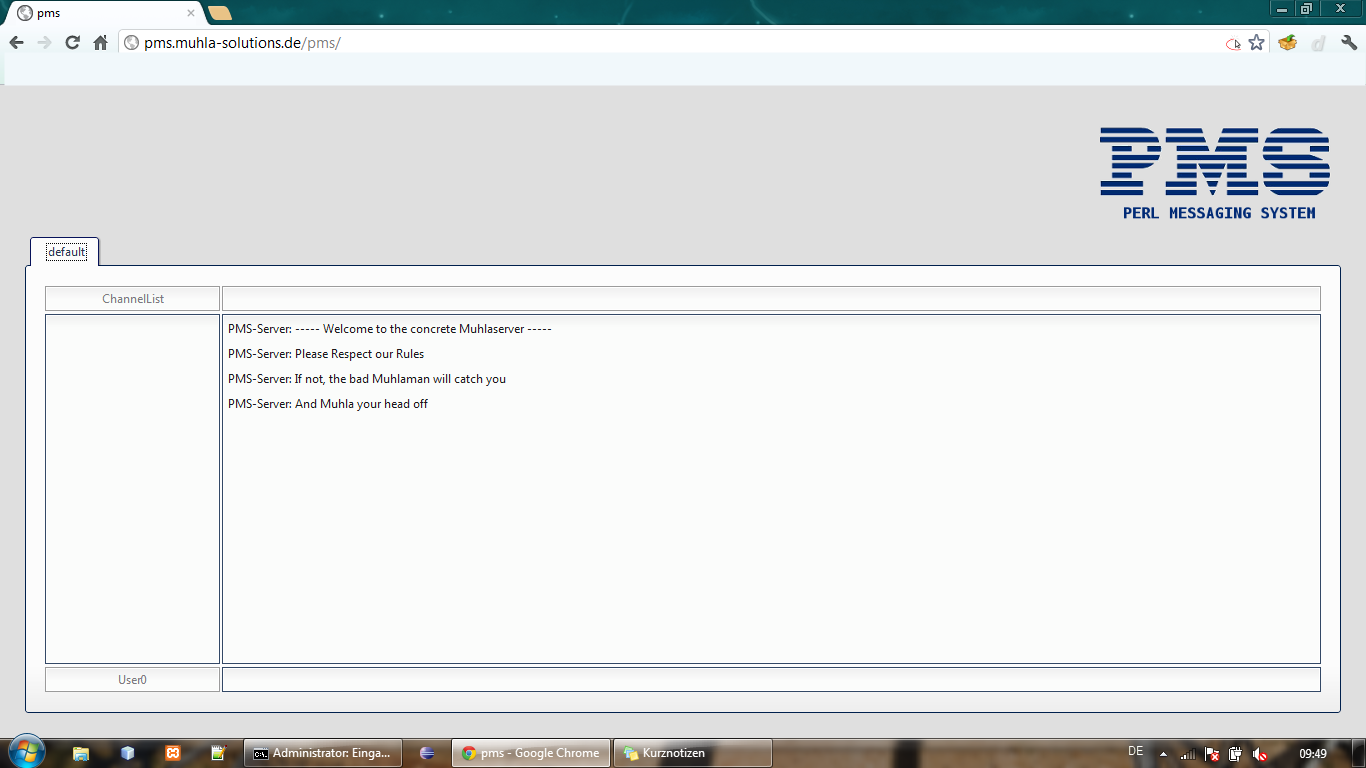 pms
pms.muhla-solutions.de/pms/
PMS
PERL MESSAGING SYSTEM
default
ChannelList
PMS-Server: ----- Welcome to the concrete Muhlaserver -----
PMS-Server: Please Respect our Rules
PMS-Server: If not, the bad Muhlaman will catch you
PMS-Server: And Muhla your head off
User0
Administrator: Einga...
pms - Google Chrome
Kurznotizen
DE
09:49